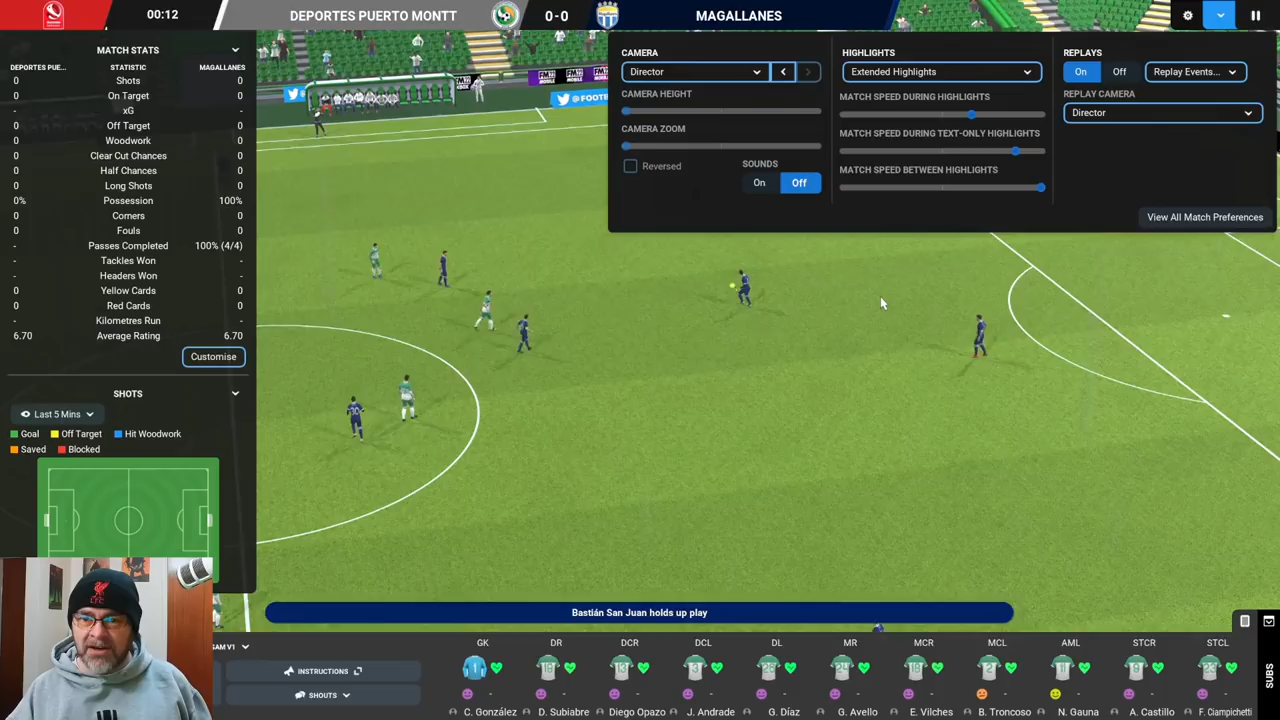 00:12
DEPORTES PUERTO MONTT
0-0
MAGALLANES
MATCH STATS
DEPORTES PUE... STATISTIC MAGALLANES
0 Shots 0
0 On Target 0
- xG -
0 Off Target 0
0 Woodwork 0
0 Clear Cut Chances 0
0 Half Chances 0
0 Long Shots 0
0% Possession 100%
0 Corners 0
0 Fouls 0
- Passes Completed 100% (4/4)
- Tackles Won -
- Headers Won -
0 Yellow Cards 0
0 Red Cards 0
- Kilometres Run -
6.70 Average Rating 6.70
Customise
SHOTS
Last 5 Mins
Goal Off Target Hit Woodwork
Saved Blocked
CAMERA
Director
CAMERA HEIGHT
CAMERA ZOOM
Reversed
SOUNDS
On Off
HIGHLIGHTS
Extended Highlights
MATCH SPEED DURING HIGHLIGHTS
MATCH SPEED DURING TEXT-ONLY HIGHLIGHTS
MATCH SPEED BETWEEN HIGHLIGHTS
REPLAYS
On Off Replay Events...
REPLAY CAMERA
Director
View All Match Preferences
Bastián San Juan holds up play
INSTRUCTIONS
SHOUTS
GK DR DCR DCL DL MR MCR MCL AML STCR STCL
C. González D. Subiabre Diego Opazo J. Andrade G. Díaz G. Avello E. Vilches B. Troncoso N. Gauna A. Castillo F. Ciampichetti
SUBS